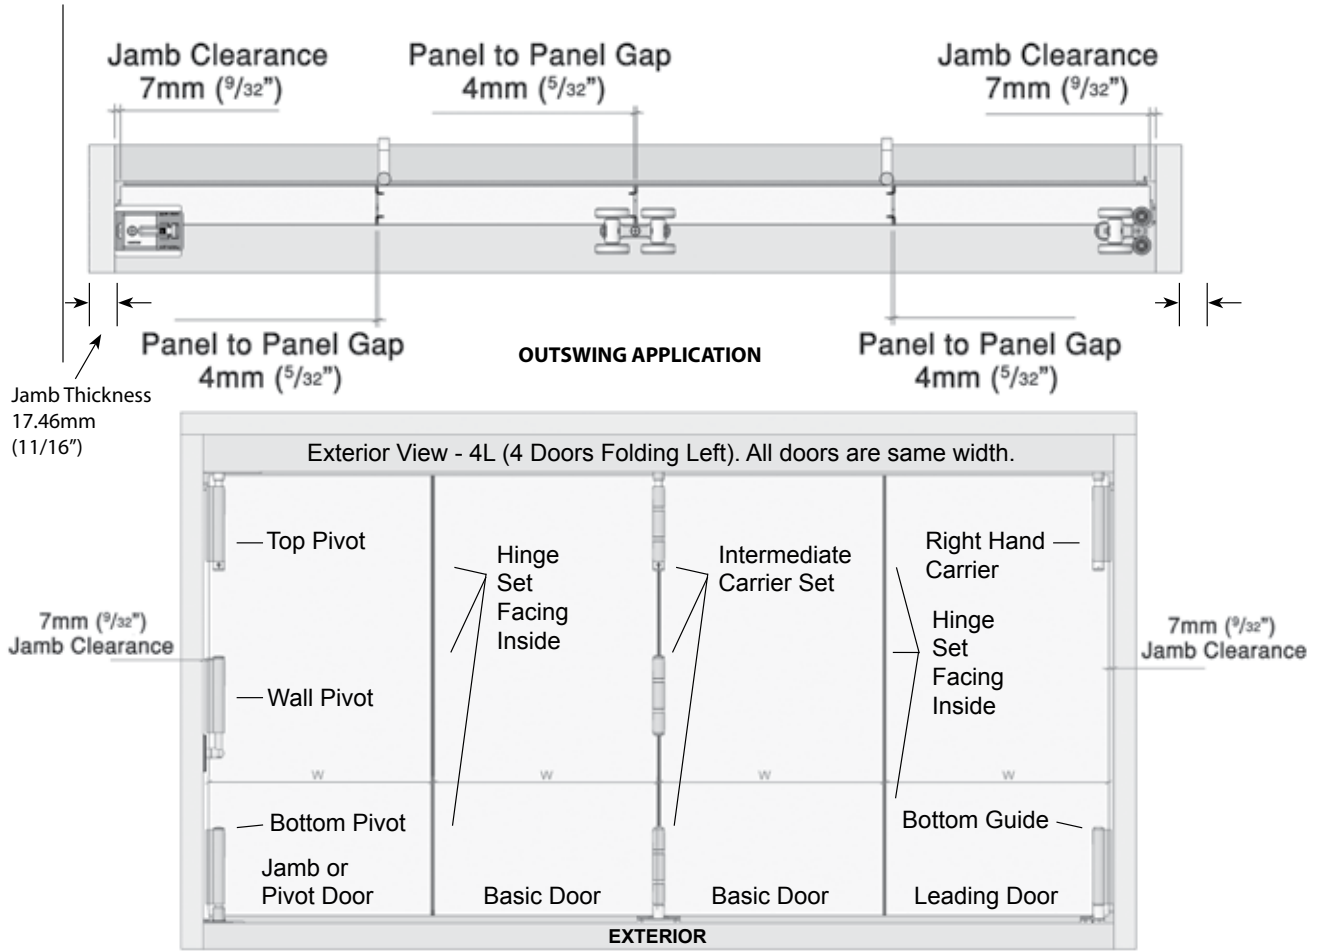 Jamb Clearance
7mm (9/32”)
Panel to Panel Gap
4mm (5/32”)
Jamb Clearance
7mm (9/32”)
Panel to Panel Gap
4mm (5/32”)
OUTSWING APPLICATION
Panel to Panel Gap
4mm (5/32”)
Jamb Thickness
17.46mm
(11/16”)
Exterior View - 4L (4 Doors Folding Left). All doors are same width.
Top Pivot
Hinge
Set
Facing
Inside
Intermediate
Carrier Set
Right Hand
Carrier
Hinge
Set
Facing
Inside
7mm (9/32”)
Jamb Clearance
7mm (9/32”)
Jamb Clearance
Wall Pivot
W
W
W
W
Bottom Pivot
Bottom Guide
Jamb or
Pivot Door
Basic Door
Basic Door
Leading Door
EXTERIOR